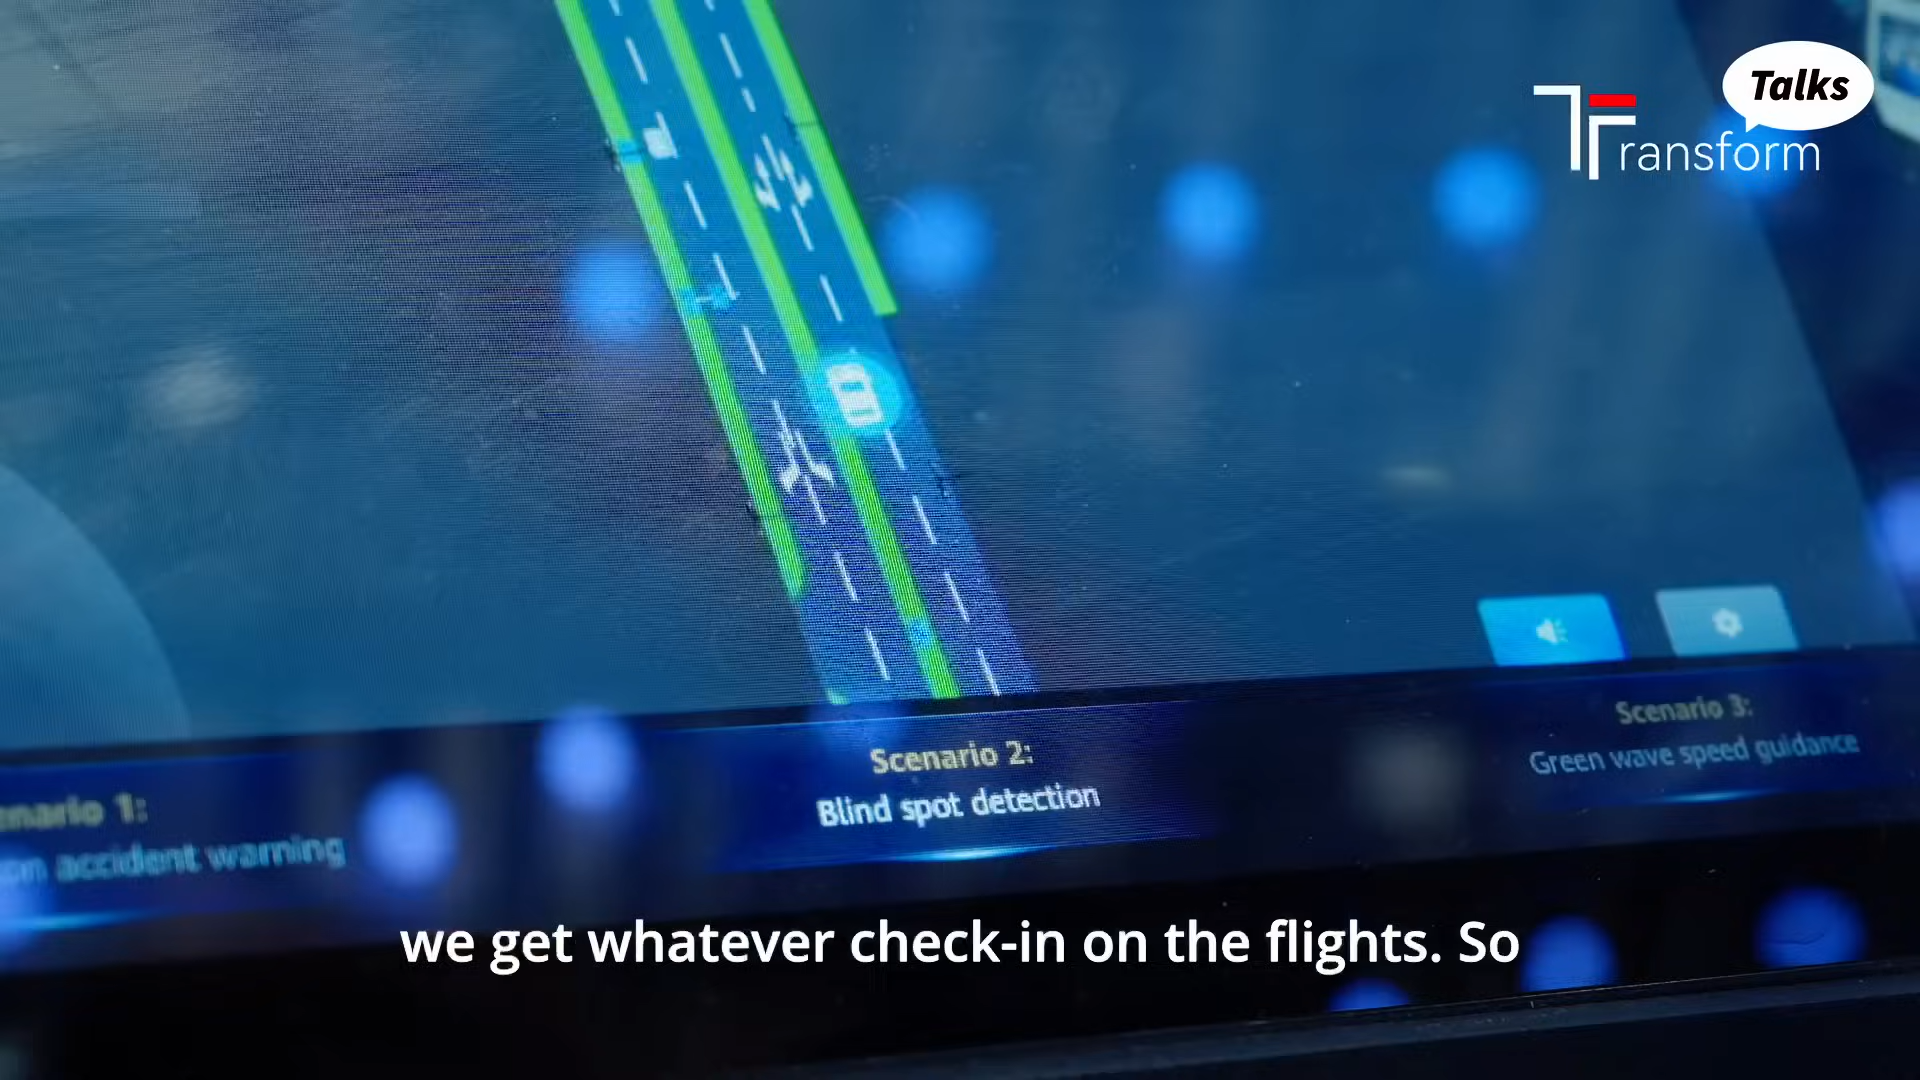 Talks
Transform
Scenario 3:
Green wave speed guidance
Scenario 2:
Blind spot detection
1:
accident warning
we get whatever check-in on the flights. So